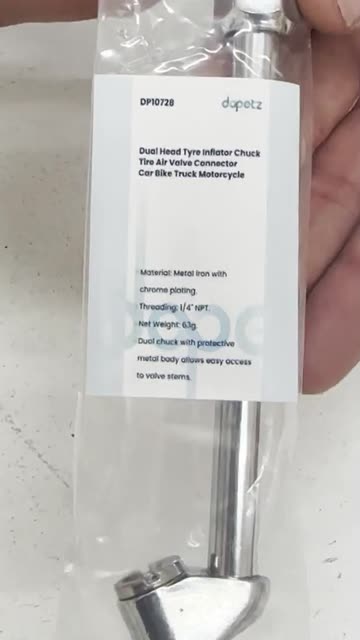 DP10728 dopetz
Dual Head Tyre Inflator Chuck
Tire Air Valve Connector
Car Bike Truck Motorcycle
Material: Metal Iron with
chrome plating.
Threading: 1/4" NPT.
Net Weight: 63g.
Dual chuck with protective
metal body allows easy access
to valve stems.